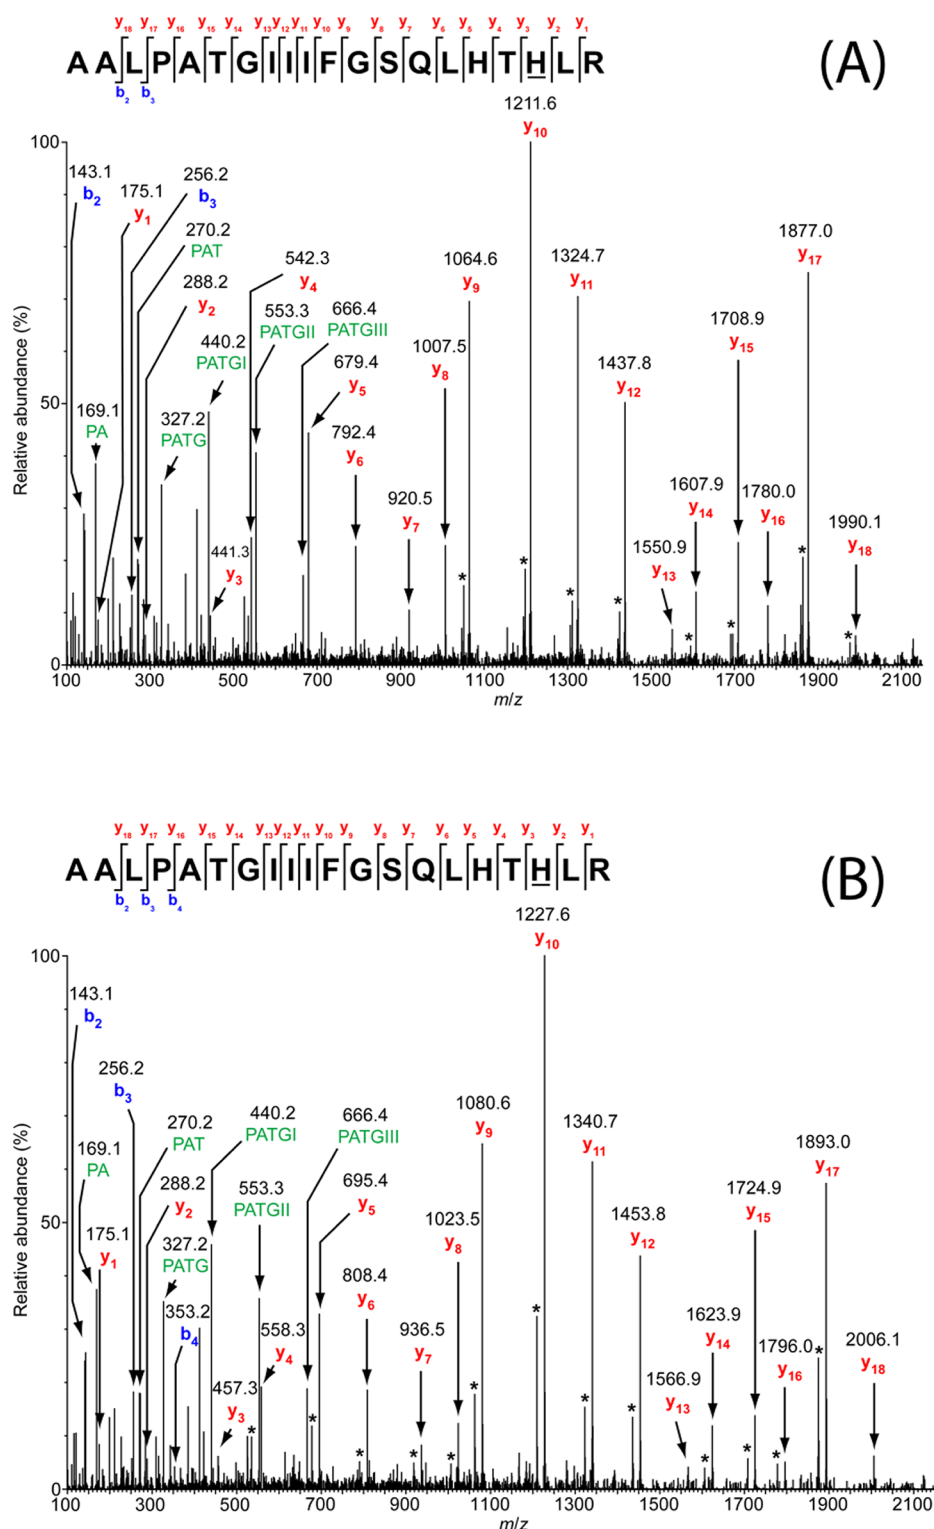 y18 y17 y16 y15 y14 y13 y12 y11 y10 y9 y8 y7 y6 y5 y4 y3 y2 y1
AALPATGIIIFGSQLHTHLR
b2 b3
(A)
1211.6
y10
100
143.1
b2
175.1
y1
256.2
b3
270.2
PAT
288.2
y2
542.3
y4
553.3
PATGII
666.4
PATGIII
440.2
PATGI
679.4
y5
1064.6
y9
1007.5
y8
1324.7
y11
1437.8
y12
1708.9
y15
1877.0
y17
50
169.1
PA
327.2
PATG
792.4
y6
920.5
y7
441.3
y3
1607.9
y14
1550.9
y13
1780.0
y16
1990.1
y18
* * * * * * * *
Relative abundance (%)
0
100 300 500 700 900 1100 1300 1500 1700 1900 2100
m/z
y18 y17 y16 y15 y14 y13 y12 y11 y10 y9 y8 y7 y6 y5 y4 y3 y2 y1
AALPATGIIIFGSQLHTHLR
b2 b3 b4
(B)
1227.6
y10
100
143.1
b2
256.2
b3
169.1
PA
175.1
y1
270.2
PAT
288.2
y2
327.2
PATG
353.2
b4
440.2
PATGI
553.3
PATGII
666.4
PATGIII
695.4
y5
558.3
y4
457.3
y3
808.4
y6
936.5
y7
1023.5
y8
1080.6
y9
1340.7
y11
1453.8
y12
1566.9
y13
1623.9
y14
1724.9
y15
1796.0
y16
1893.0
y17
2006.1
y18
50
* * * * * * * * * * * * *
Relative abundance (%)
0
100 300 500 700 900 1100 1300 1500 1700 1900 2100
m/z